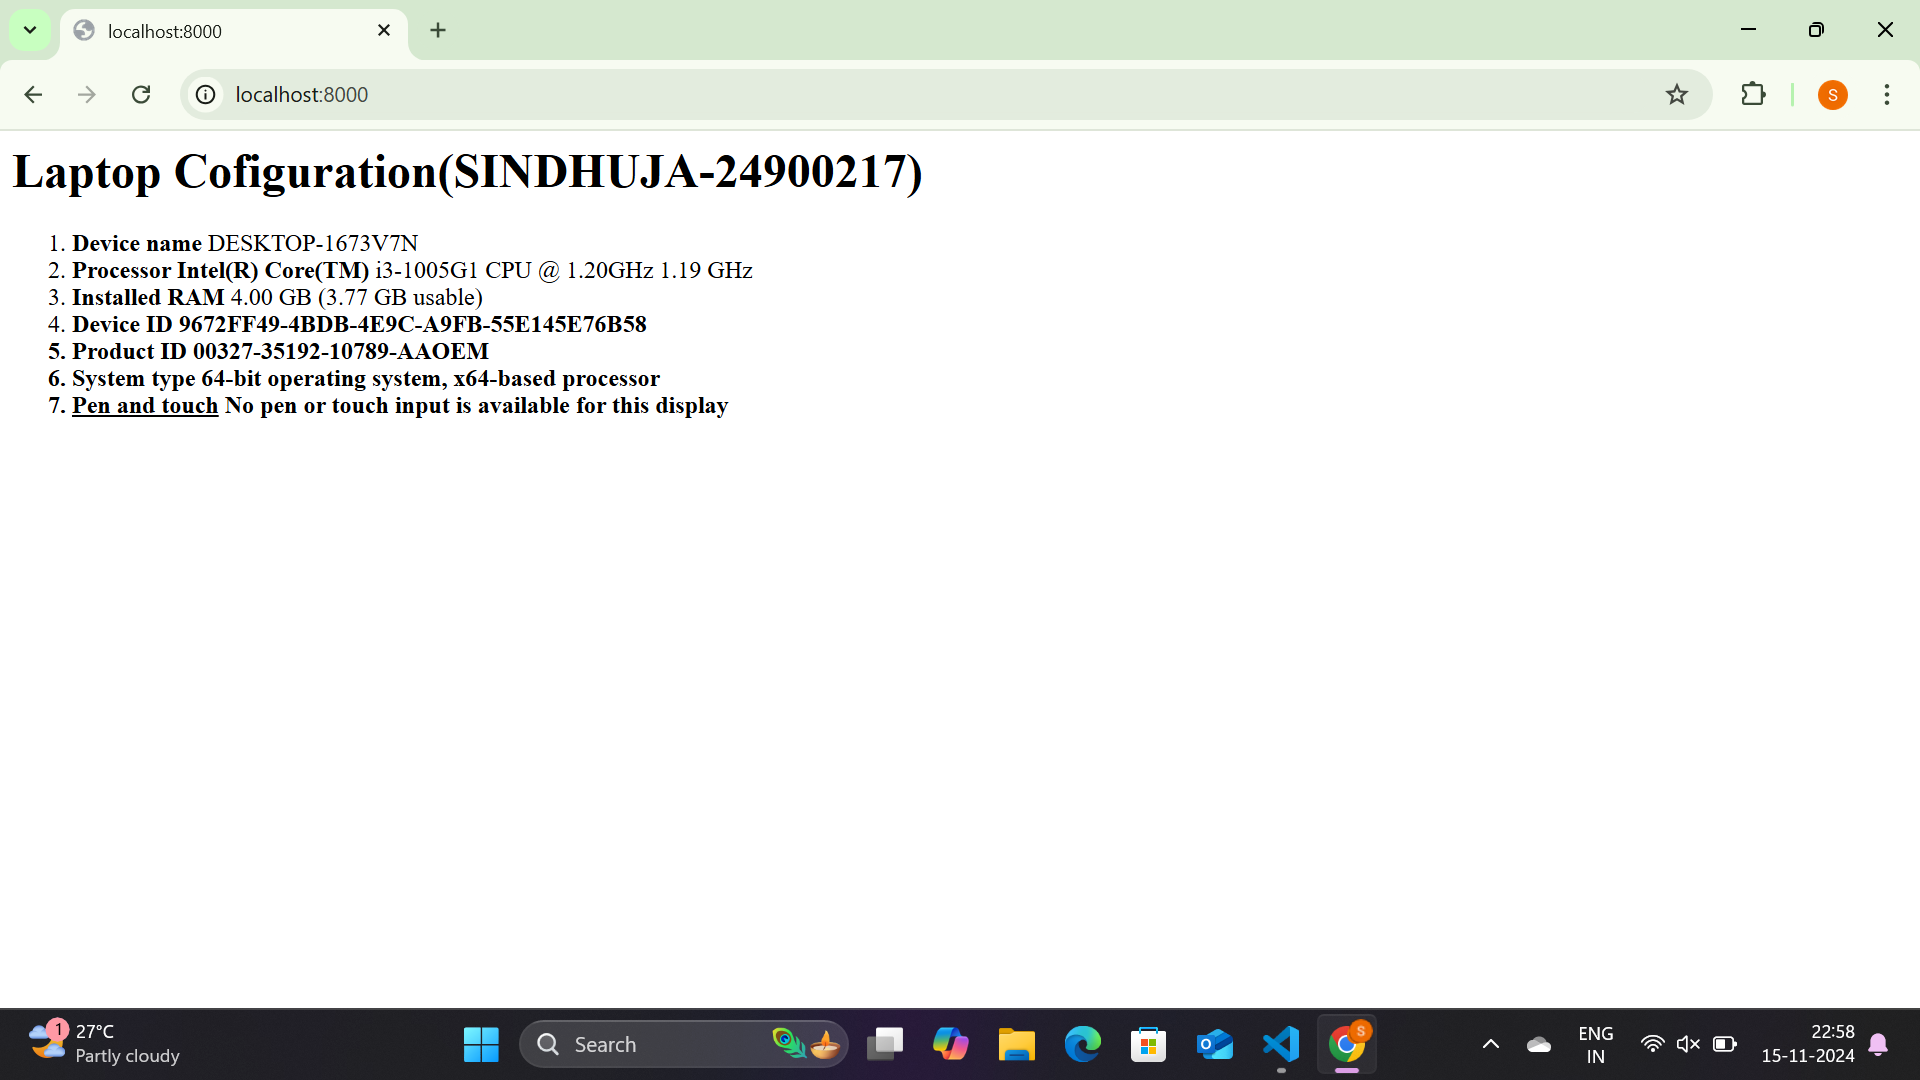 localhost:8000
localhost:8000
S
Laptop Cofiguration(SINDHUJA-24900217)
1. Device name DESKTOP-1673V7N
2. Processor Intel(R) Core(TM) i3-1005G1 CPU @ 1.20GHz 1.19 GHz
3. Installed RAM 4.00 GB (3.77 GB usable)
4. Device ID 9672FF49-4BDB-4E9C-A9FB-55E145E76B58
5. Product ID 00327-35192-10789-AAOEM
6. System type 64-bit operating system, x64-based processor
7. Pen and touch No pen or touch input is available for this display
1
27°C
Partly cloudy
Search
O
S
ENG
IN
22:58
15-11-2024